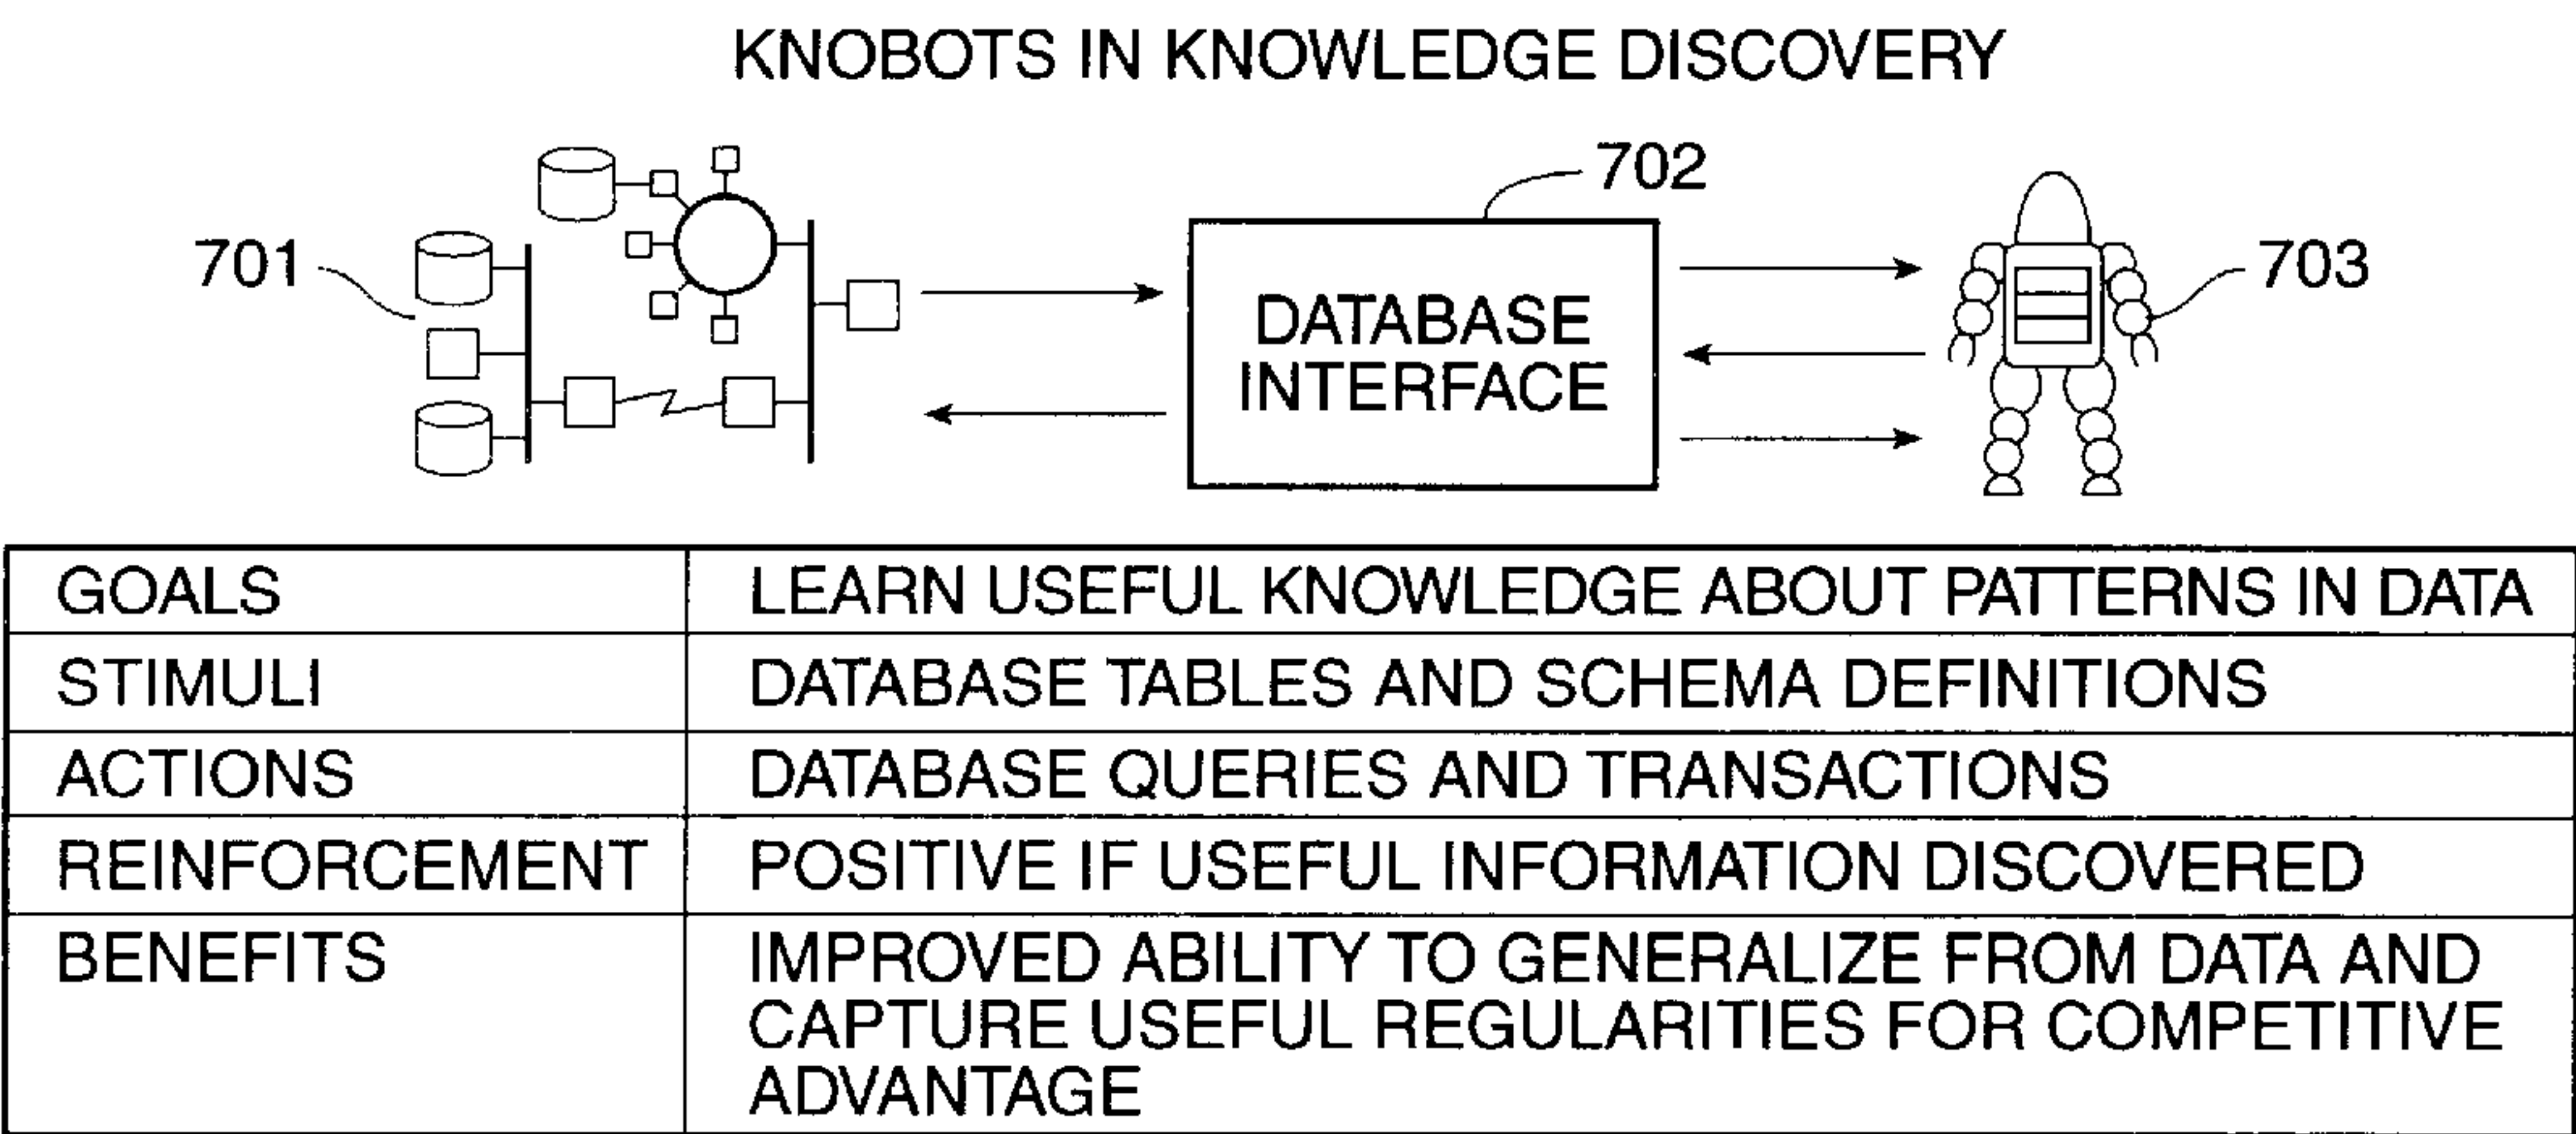 KNOBOTS IN KNOWLEDGE DISCOVERY
702
701
703
DATABASE
INTERFACE
GOALS
LEARN USEFUL KNOWLEDGE ABOUT PATTERNS IN DATA
STIMULI
DATABASE TABLES AND SCHEMA DEFINITIONS
ACTIONS
DATABASE QUERIES AND TRANSACTIONS
REINFORCEMENT
POSITIVE IF USEFUL INFORMATION DISCOVERED
BENEFITS
IMPROVED ABILITY TO GENERALIZE FROM DATA AND
CAPTURE USEFUL REGULARITIES FOR COMPETITIVE
ADVANTAGE